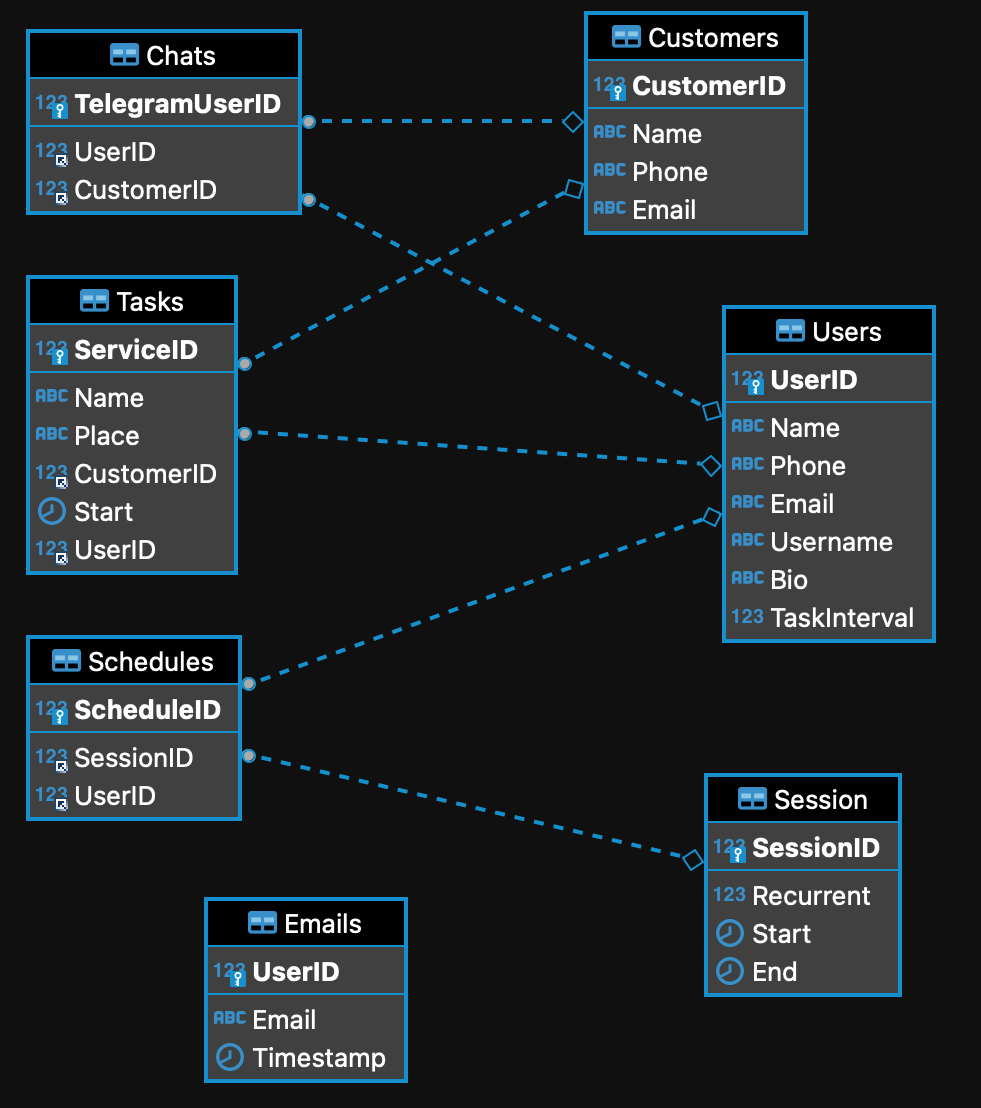 Chats
123 TelegramUserID
123 UserID
123 CustomerID
Customers
123 CustomerID
ABC Name
ABC Phone
ABC Email
Tasks
123 ServiceID
ABC Name
ABC Place
123 CustomerID
Start
123 UserID
Users
123 UserID
ABC Name
ABC Phone
ABC Email
ABC Username
ABC Bio
123 TaskInterval
Schedules
123 ScheduleID
123 SessionID
123 UserID
Session
123 SessionID
123 Recurrent
Start
End
Emails
123 UserID
ABC Email
Timestamp